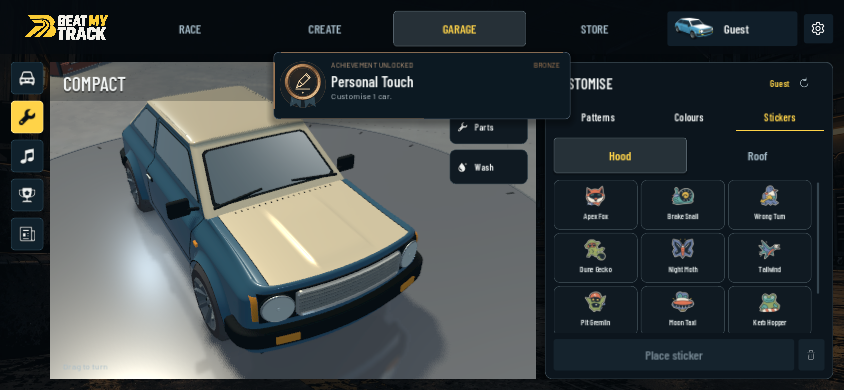 BEAT MY
TRACK
RACE
CREATE
GARAGE
STORE
Guest
COMPACT
ACHIEVEMENT UNLOCKED
BRONZE
Personal Touch
Customise 1 car.
STOMISE
Guest
Parts
Wash
Patterns
Colours
Stickers
Hood
Roof
Apex Fox
Brake Snail
Wrong Turn
Dune Gecko
Night Moth
Tailwind
Pit Gremlin
Moon Taxi
Kerb Hopper
Place sticker